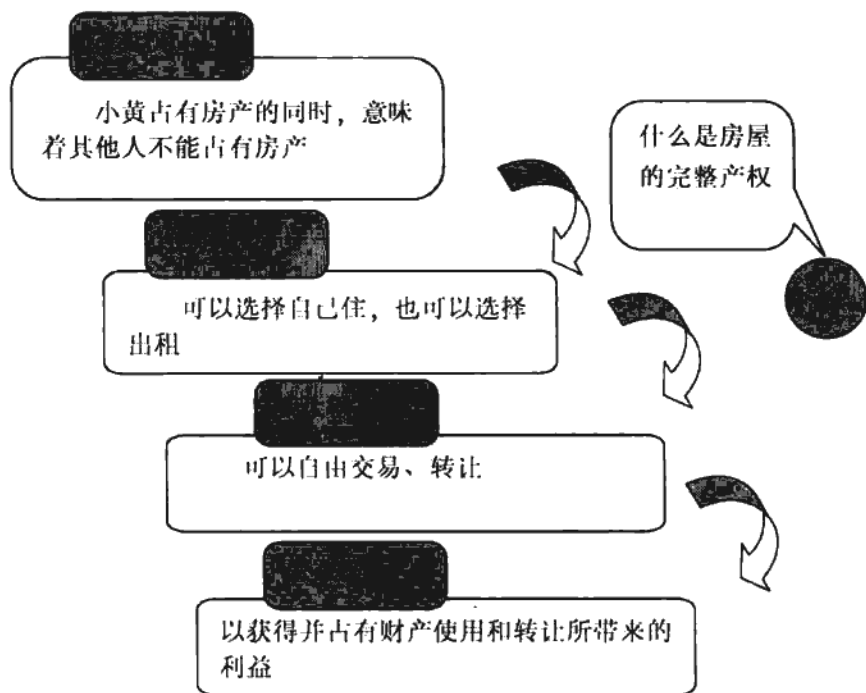 小黄占有房产的同时，意味
着其他人不能占有房产
什么是房屋
的完整产权
可以选择自己住，也可以选择
出租
可以自由交易、转让
以获得并占有财产使用和转让所带来的
利益